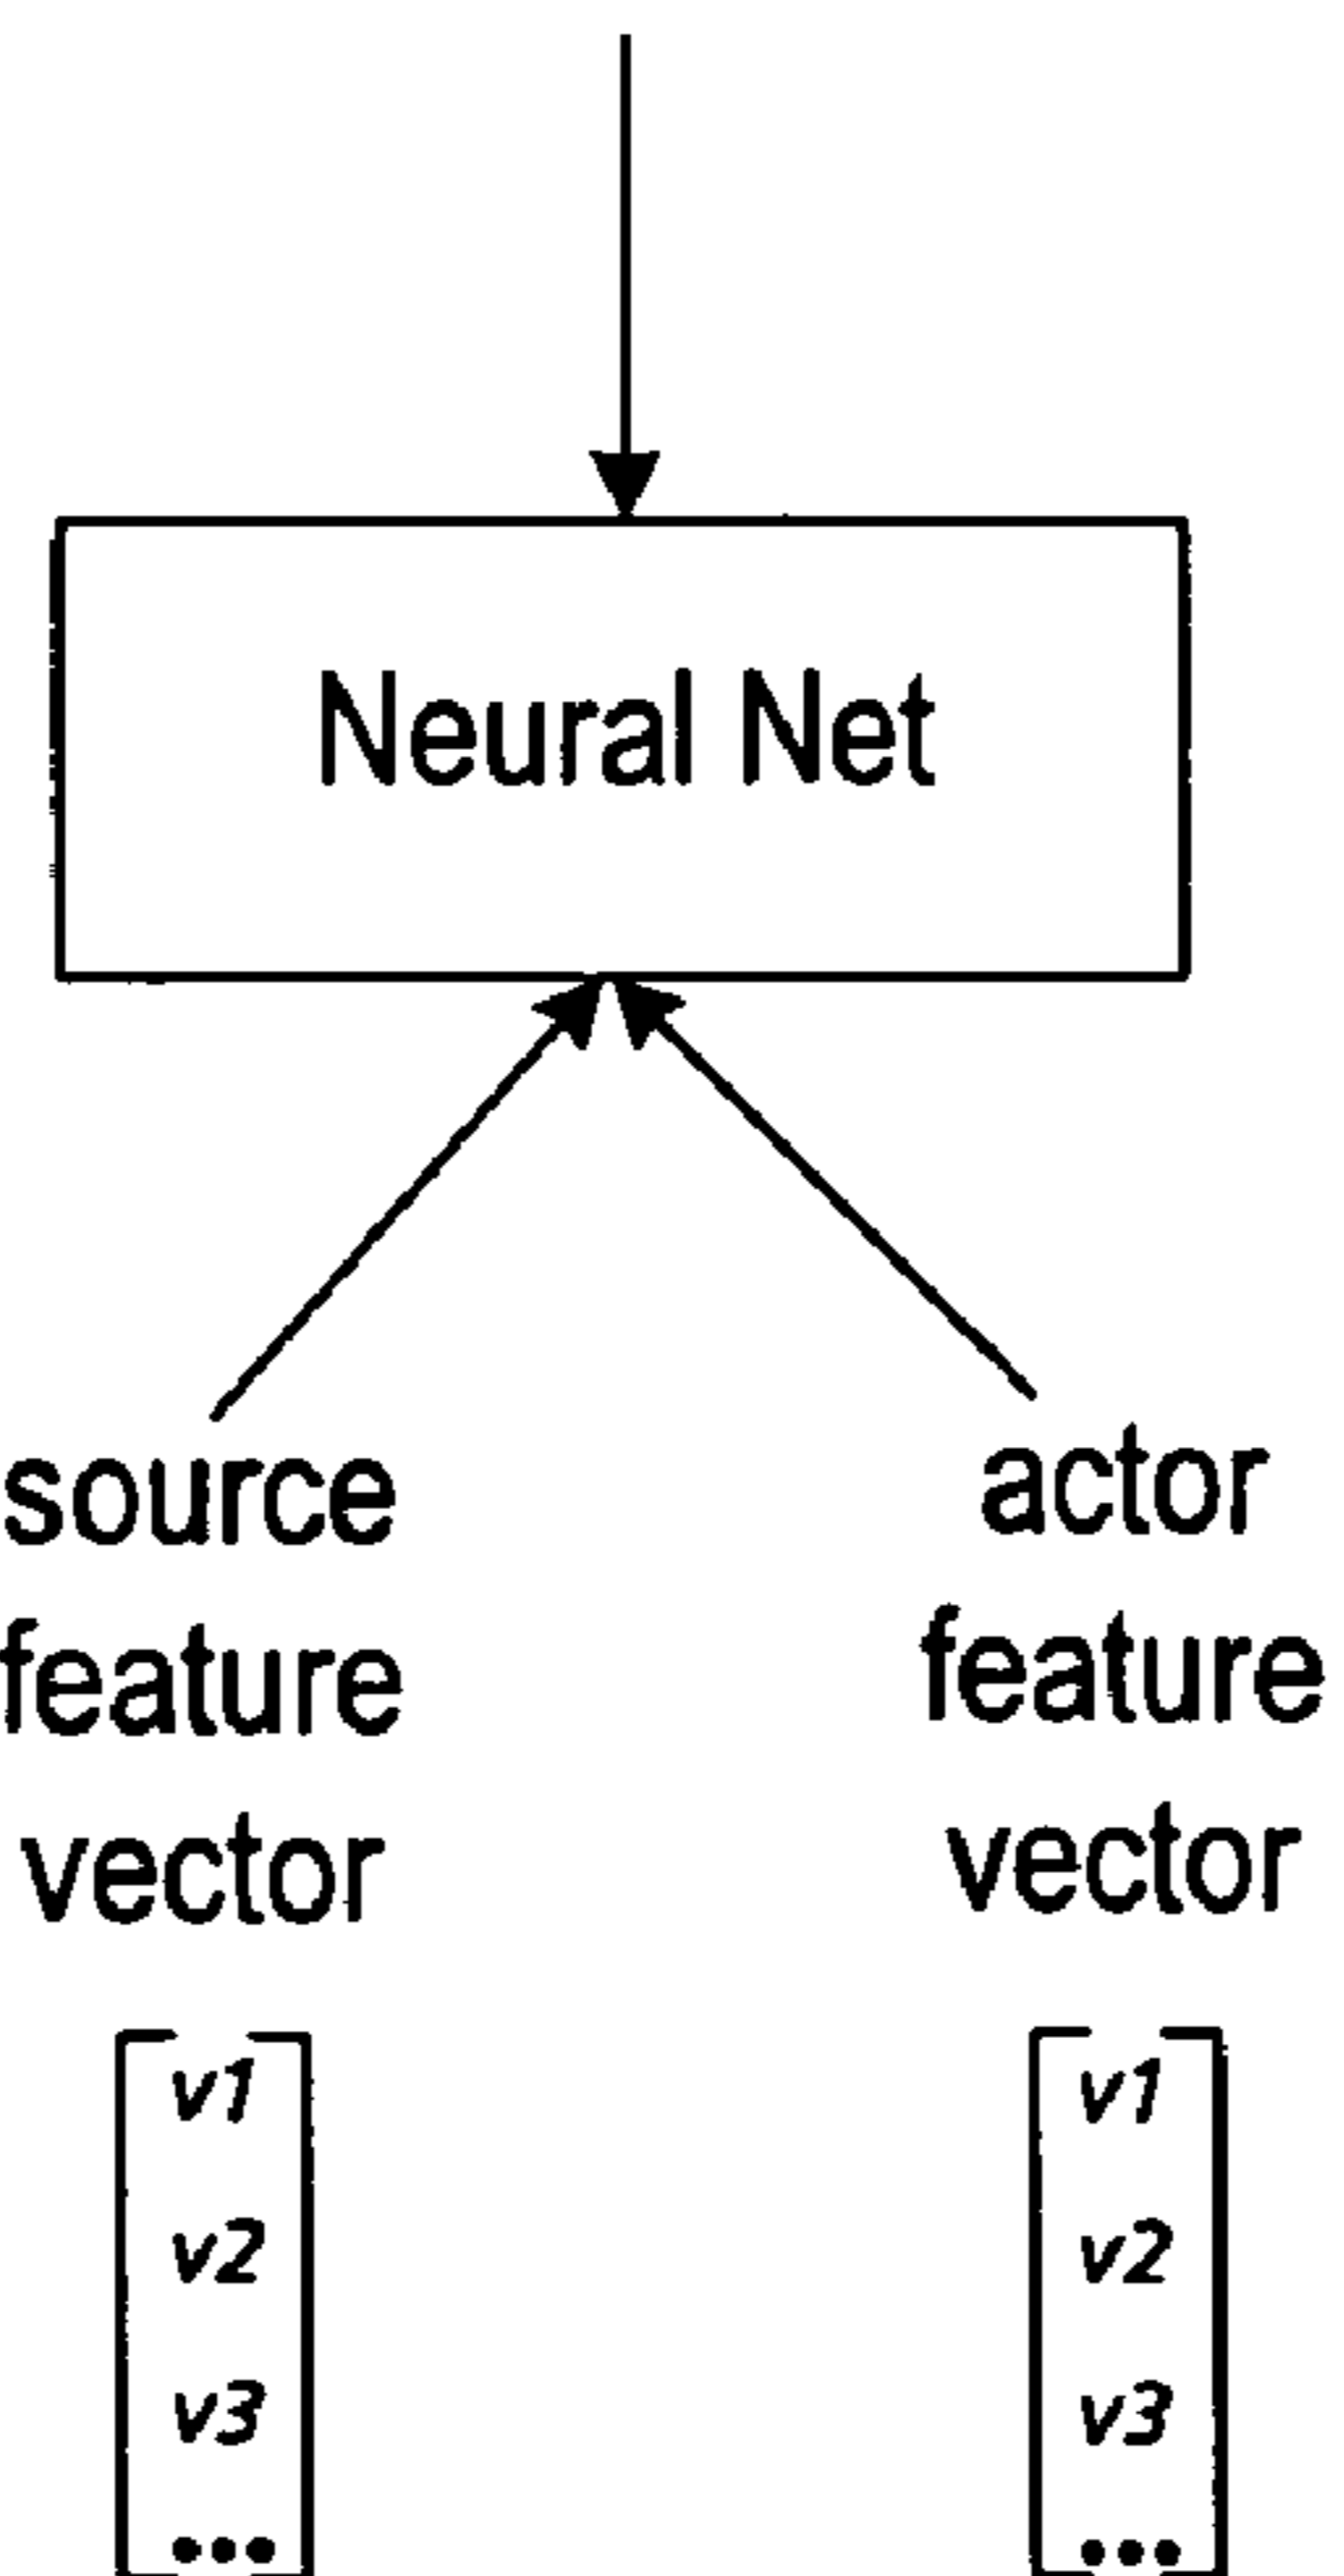 Neural Net
source
feature
vector
actor
feature
vector
v1
v2
v3
...
v1
v2
v3
...